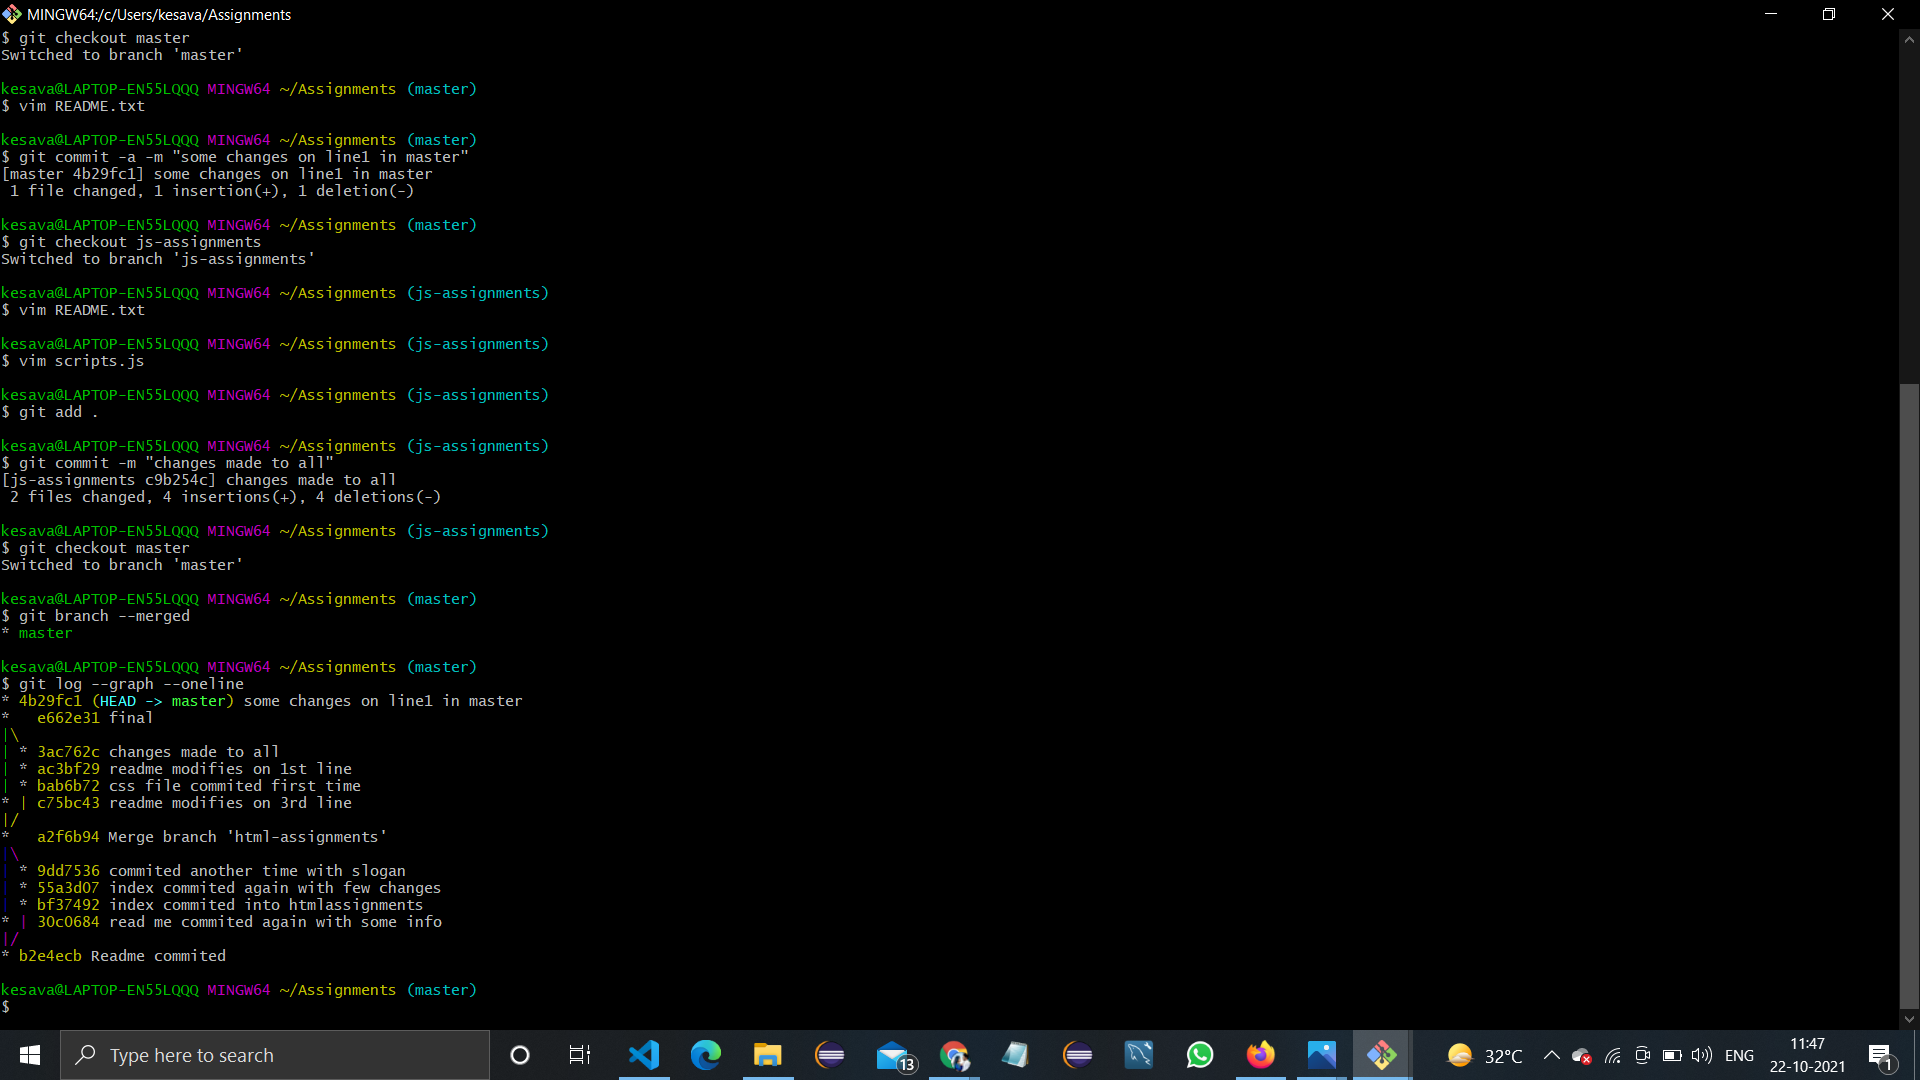 MINGW64:/c/Users/kesava/Assignments
$ git checkout master
Switched to branch 'master'
kesava@LAPTOP-EN55LQQQ MINGW64 ~/Assignments (master)
$ vim README.txt
kesava@LAPTOP-EN55LQQQ MINGW64 ~/Assignments (master)
$ git commit -a -m "some changes on line1 in master"
[master 4b29fc1] some changes on line1 in master
1 file changed, 1 insertion(+), 1 deletion(-)
kesava@LAPTOP-EN55LQQQ MINGW64 ~/Assignments (master)
$ git checkout js-assignments
Switched to branch 'js-assignments'
kesava@LAPTOP-EN55LQQQ MINGW64 ~/Assignments (js-assignments)
$ vim README.txt
kesava@LAPTOP-EN55LQQQ MINGW64 ~/Assignments (js-assignments)
$ vim scripts.js
kesava@LAPTOP-EN55LQQQ MINGW64 ~/Assignments (js-assignments)
$ git add .
kesava@LAPTOP-EN55LQQQ MINGW64 ~/Assignments (js-assignments)
$ git commit -m "changes made to all"
[js-assignments c9b254c] changes made to all
2 files changed, 4 insertions(+), 4 deletions(-)
kesava@LAPTOP-EN55LQQQ MINGW64 ~/Assignments (js-assignments)
$ git checkout master
Switched to branch 'master'
kesava@LAPTOP-EN55LQQQ MINGW64 ~/Assignments (master)
$ git branch --merged
* master
kesava@LAPTOP-EN55LQQQ MINGW64 ~/Assignments (master)
$ git log --graph --oneline
* 4b29fc1 (HEAD -> master) some changes on line1 in master
*   e662e31 final
|\
| * 3ac762c changes made to all
| * ac3bf29 readme modifies on 1st line
| * bab6b72 css file commited first time
* | c75bc43 readme modifies on 3rd line
|/
*   a2f6b94 Merge branch 'html-assignments'
|\
| * 9dd7536 commited another time with slogan
| * 55a3d07 index commited again with few changes
| * bf37492 index commited into htmlassignments
* | 30c0684 read me commited again with some info
|/
* b2e4ecb Readme commited
kesava@LAPTOP-EN55LQQQ MINGW64 ~/Assignments (master)
$
Type here to search
13
32°C
ENG
11:47
22-10-2021
1